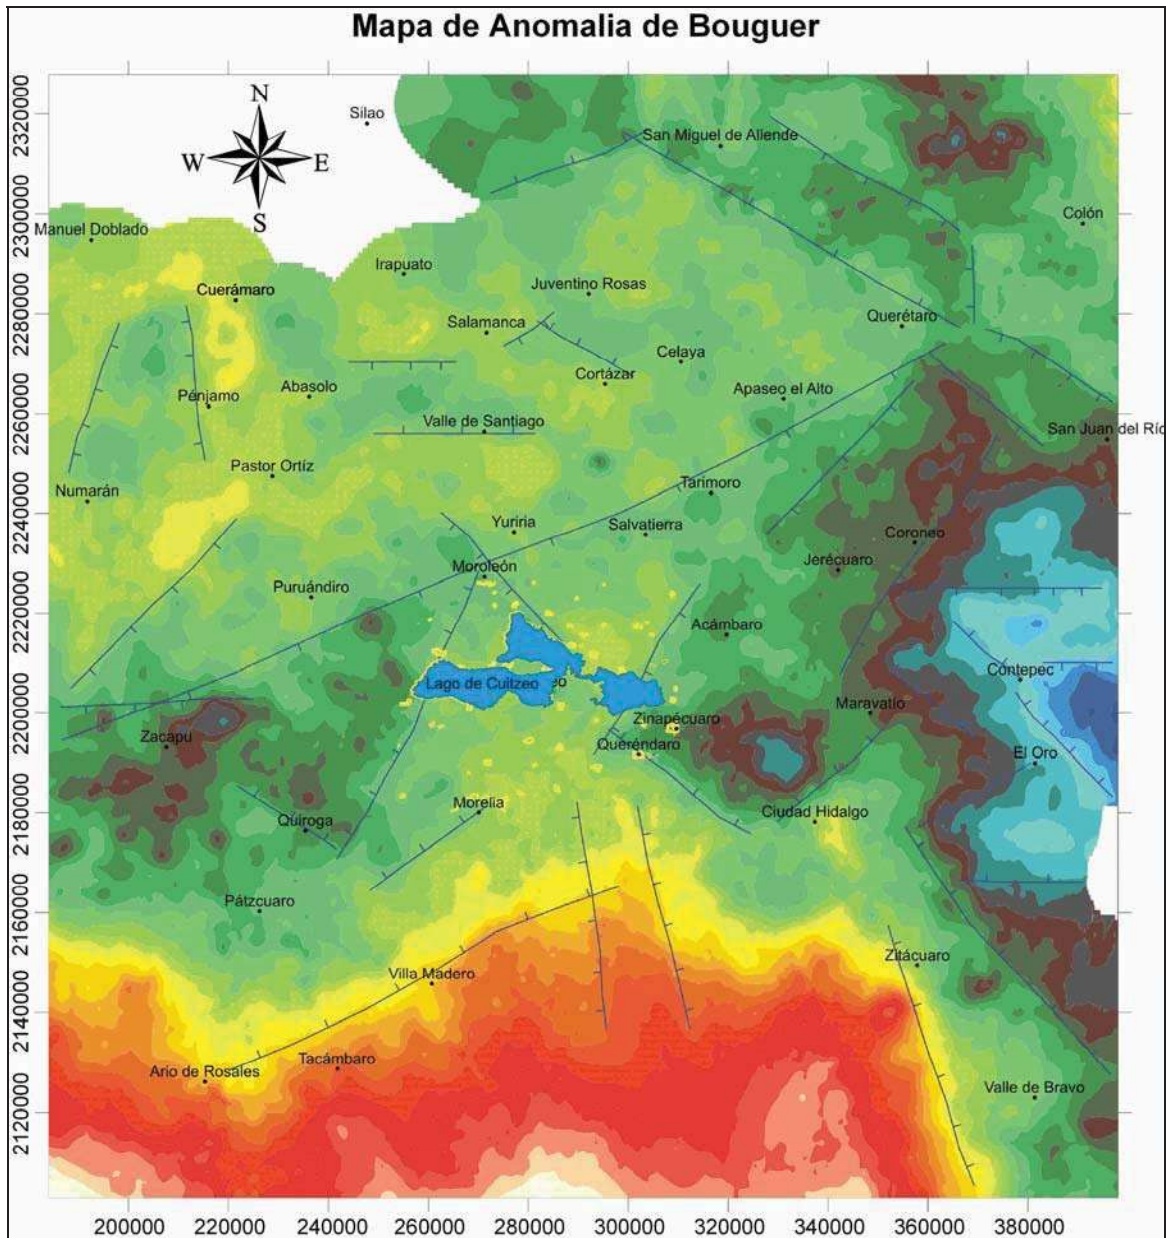 Mapa de Anomalia de Bouguer
N
W E
S
Silao
San Miguel de Allende
Colón
Manuel Doblado
Irapuato
Cuerámaro
Juventino Rosas
Salamanca
Querétaro
Celaya
Cortázar
Pénjamo
Abasolo
Apaseo el Alto
Valle de Santiago
San Juan del Río
Pastor Ortíz
Numarán
Tarimoro
Yuriria
Salvatierra
Coroneo
Moroleón
Jerécuaro
Puruándiro
Acámbaro
Lago de Cuitzeo
Contepec
Maravatío
Zinapécuaro
Zacapu
Queréndaro
El Oro
Morelia
Quiroga
Ciudad Hidalgo
Pátzcuaro
Zitácuaro
Villa Madero
Tacámbaro
Ario de Rosales
Valle de Bravo
2320000
2300000
2280000
2260000
2240000
2220000
2200000
2180000
2160000
2140000
2120000
200000 220000 240000 260000 280000 300000 320000 340000 360000 380000